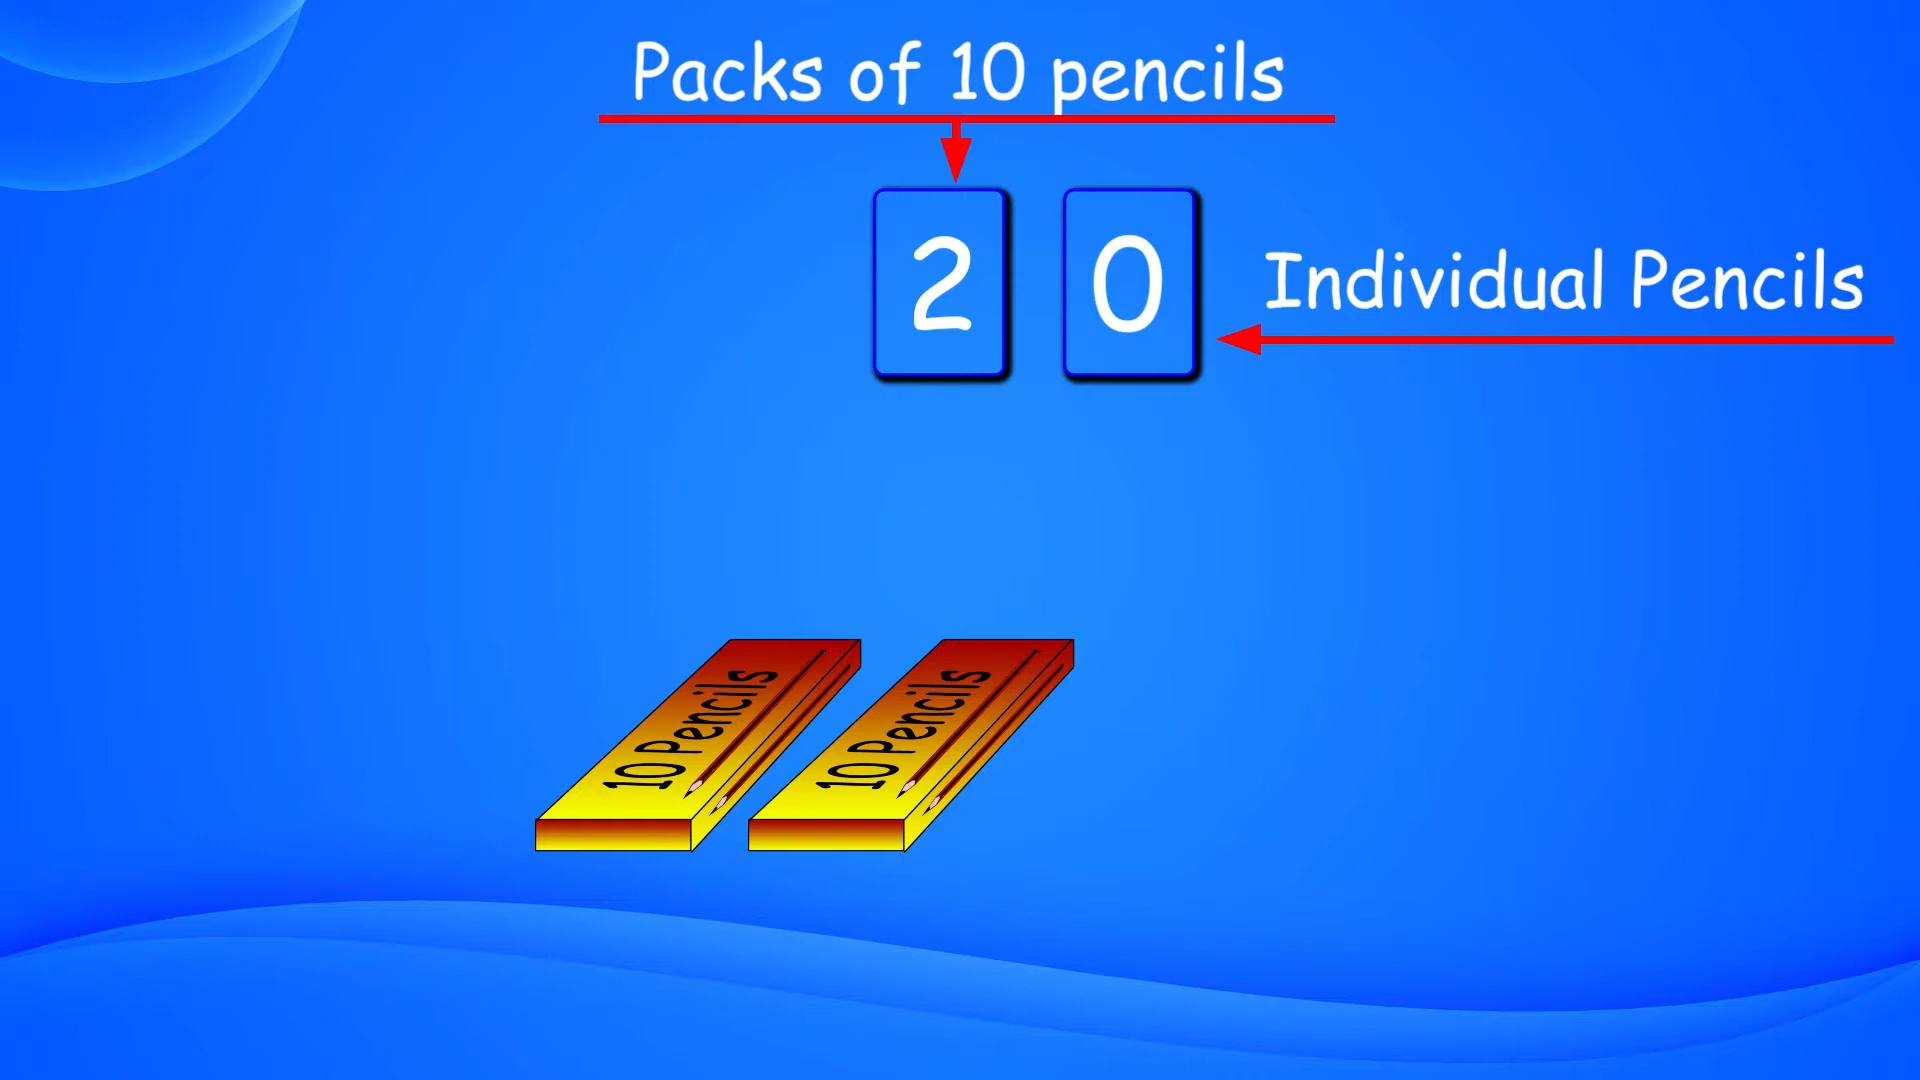 Packs of 10 pencils
2 0
Individual Pencils
10 Pencils
10 Pencils